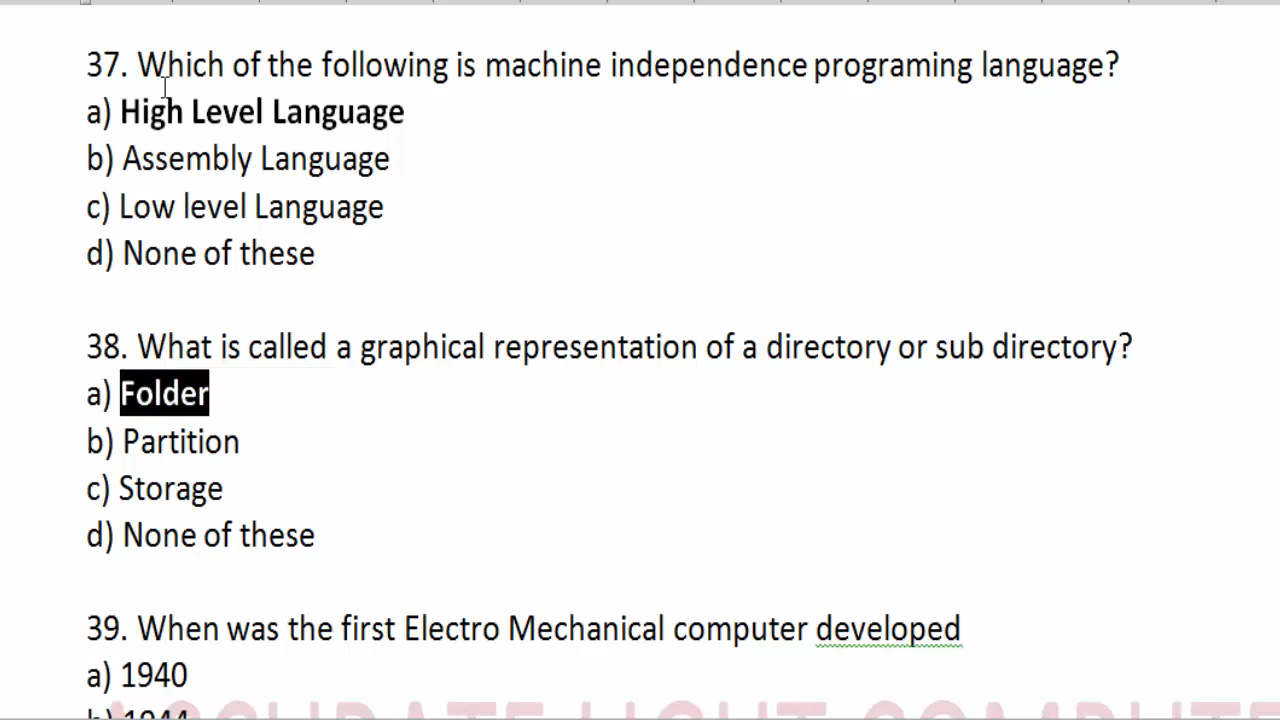 37. Which of the following is machine independence programing language?
a) High Level Language
b) Assembly Language
c) Low level Language
d) None of these
38. What is called a graphical representation of a directory or sub directory?
a) Folder
b) Partition
c) Storage
d) None of these
39. When was the first Electro Mechanical computer developed
a) 1940
b) 1944